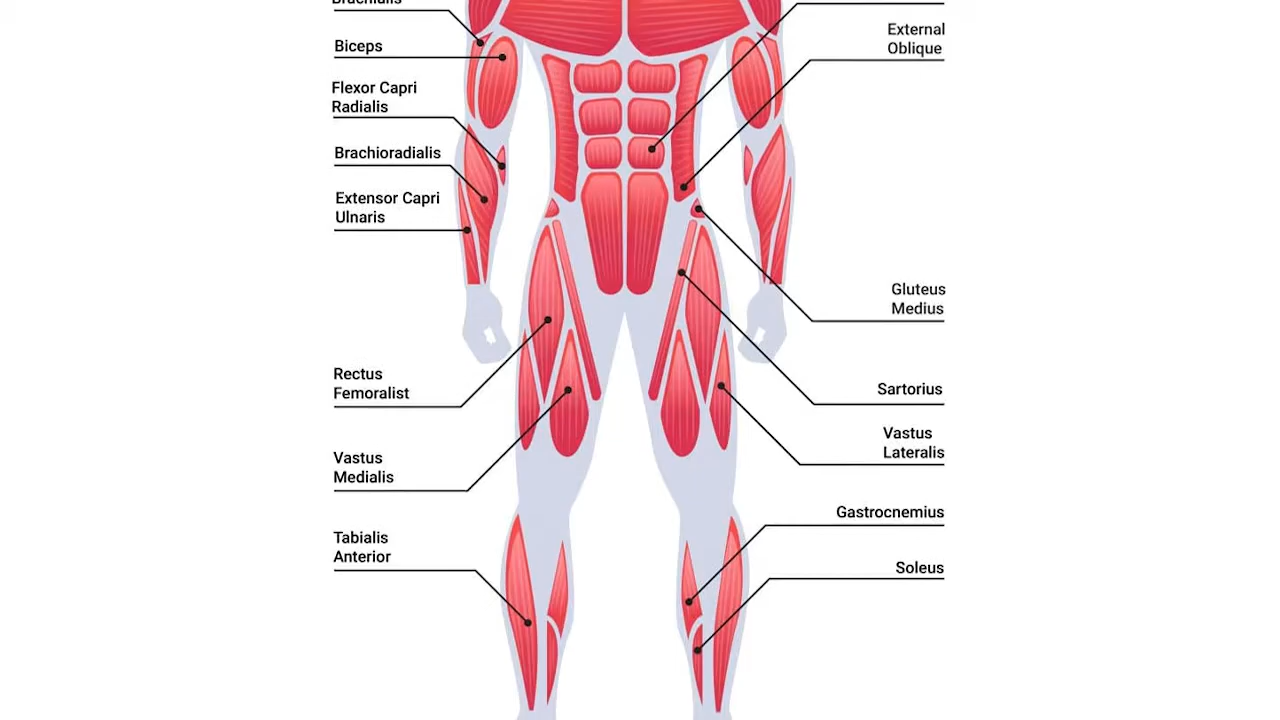 Brachialis
Biceps
Flexor Capri
Radialis
Brachioradialis
Extensor Capri
Ulnaris
Rectus
Femoralist
Vastus
Medialis
Tabialis
Anterior
External
Oblique
Gluteus
Medius
Sartorius
Vastus
Lateralis
Gastrocnemius
Soleus